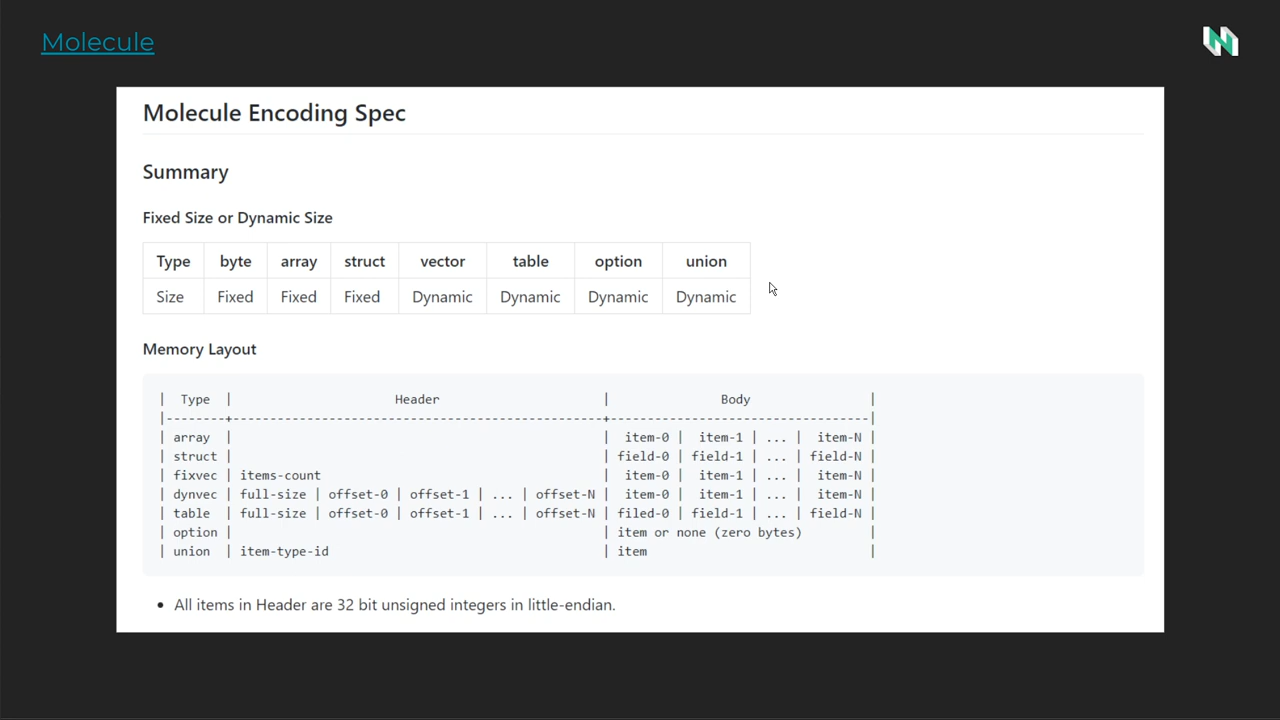 Molecule
Molecule Encoding Spec
Summary
Fixed Size or Dynamic Size
Type byte array struct vector table option union
Size Fixed Fixed Fixed Dynamic Dynamic Dynamic Dynamic
Memory Layout
|  Type  |                      Header                      |               Body                |
|--------+--------------------------------------------------+-----------------------------------|
| array  |                                                  |  item-0 |  item-1 | ... |  item-N |
| struct |                                                  | field-0 | field-1 | ... | field-N |
| fixvec | items-count                                      |  item-0 |  item-1 | ... |  item-N |
| dynvec | full-size | offset-0 | offset-1 | ... | offset-N |  item-0 |  item-1 | ... |  item-N |
| table  | full-size | offset-0 | offset-1 | ... | offset-N | filed-0 | field-1 | ... | field-N |
| option |                                                  | item or none (zero bytes)         |
| union  | item-type-id                                     | item                              |
• All items in Header are 32 bit unsigned integers in little-endian.